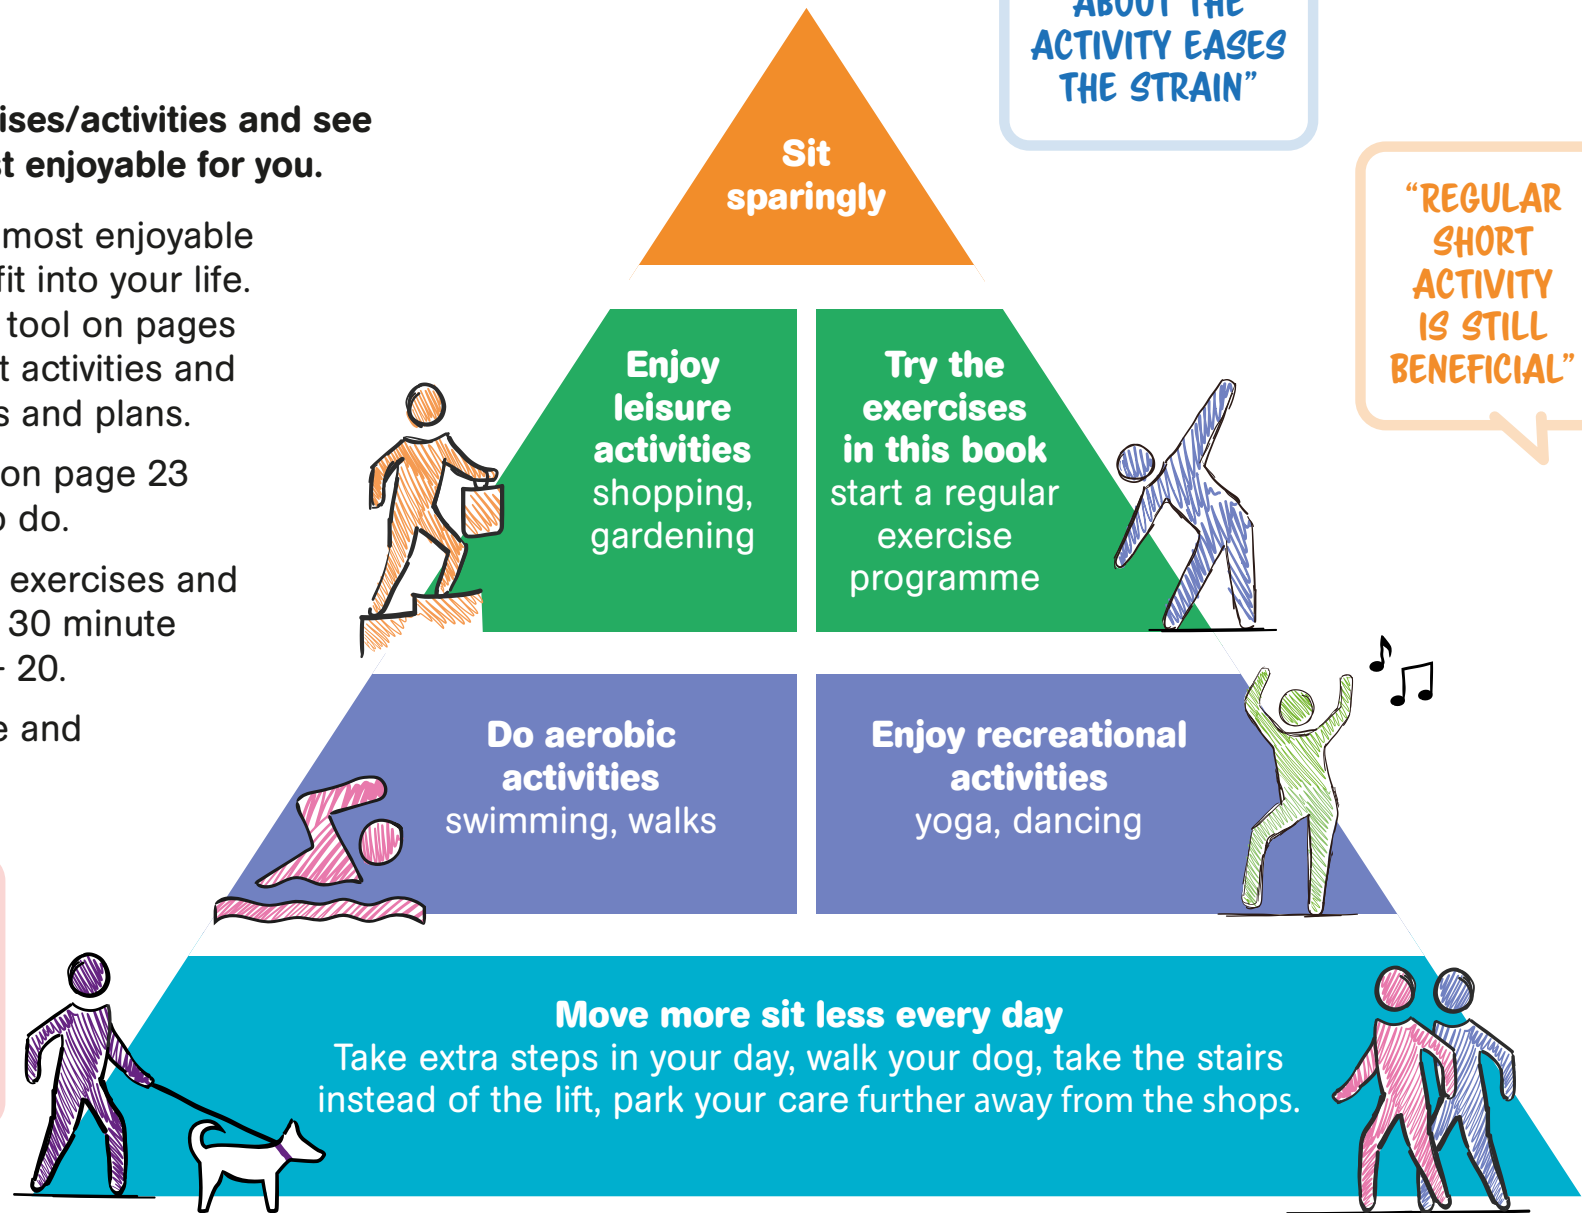 ises/activities and see
st enjoyable for you.
most enjoyable
fit into your life.
tool on pages
t activities and
s and plans.
on page 23
o do.
exercises and
30 minute
- 20.
e and
ABOUT THE
ACTIVITY EASES
THE STRAIN”
“REGULAR
SHORT
ACTIVITY
IS STILL
BENEFICIAL”
Sit
sparingly
Enjoy
leisure
activities
shopping,
gardening
Try the
exercises
in this book
start a regular
exercise
programme
Do aerobic
activities
swimming, walks
Enjoy recreational
activities
yoga, dancing
Move more sit less every day
Take extra steps in your day, walk your dog, take the stairs
instead of the lift, park your care further away from the shops.